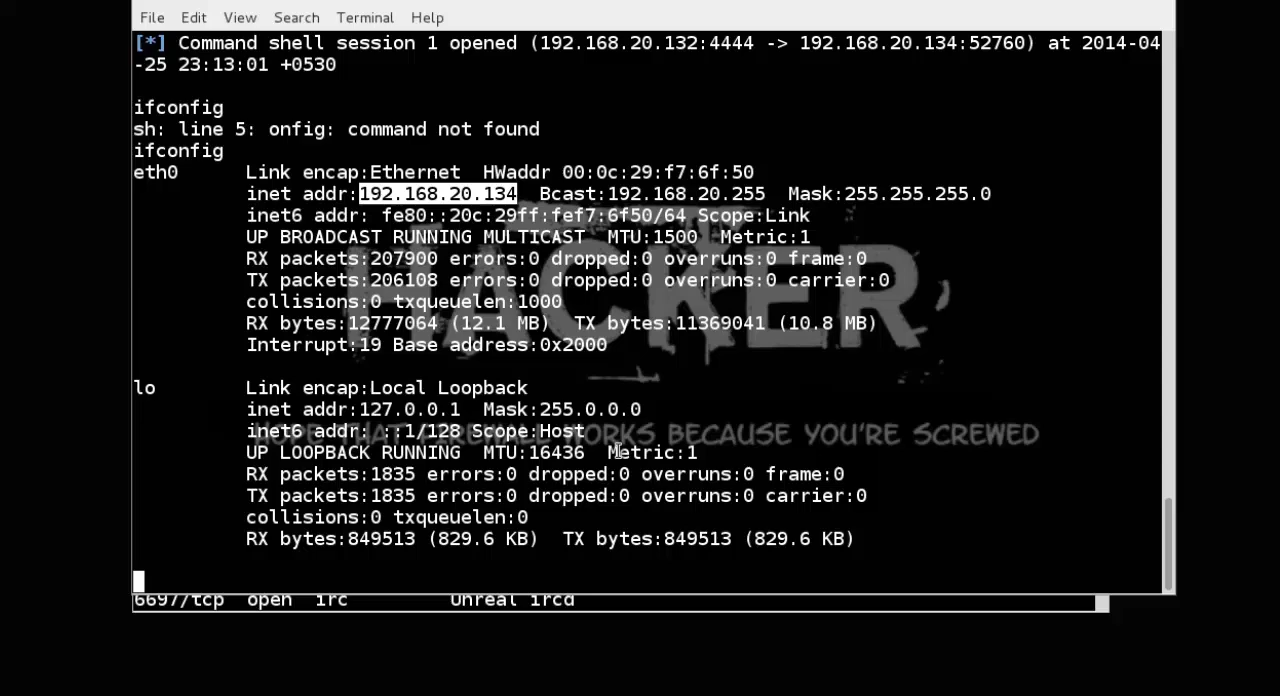 File Edit View Search Terminal Help
[*] Command shell session 1 opened (192.168.20.132:4444 -> 192.168.20.134:52760) at 2014-04
-25 23:13:01 +0530
ifconfig
sh: line 5: onfig: command not found
ifconfig
eth0 Link encap:Ethernet HWaddr 00:0c:29:f7:6f:50
inet addr:192.168.20.134 Bcast:192.168.20.255 Mask:255.255.255.0
inet6 addr: fe80::20c:29ff:fef7:6f50/64 Scope:Link
UP BROADCAST RUNNING MULTICAST MTU:1500 Metric:1
RX packets:207900 errors:0 dropped:0 overruns:0 frame:0
TX packets:206108 errors:0 dropped:0 overruns:0 carrier:0
collisions:0 txqueuelen:1000
HACKER
RX bytes:12777064 (12.1 MB) TX bytes:11369041 (10.8 MB)
Interrupt:19 Base address:0x2000
lo Link encap:Local Loopback
inet addr:127.0.0.1 Mask:255.0.0.0
inet6 addr: ::1/128 Scope:Host
HOPE THAT FIREWALL WORKS BECAUSE YOU'RE SCREWED
UP LOOPBACK RUNNING MTU:16436 Metric:1
RX packets:1835 errors:0 dropped:0 overruns:0 frame:0
TX packets:1835 errors:0 dropped:0 overruns:0 carrier:0
collisions:0 txqueuelen:0
RX bytes:849513 (829.6 KB) TX bytes:849513 (829.6 KB)
6697/tcp open irc Unreal ircd